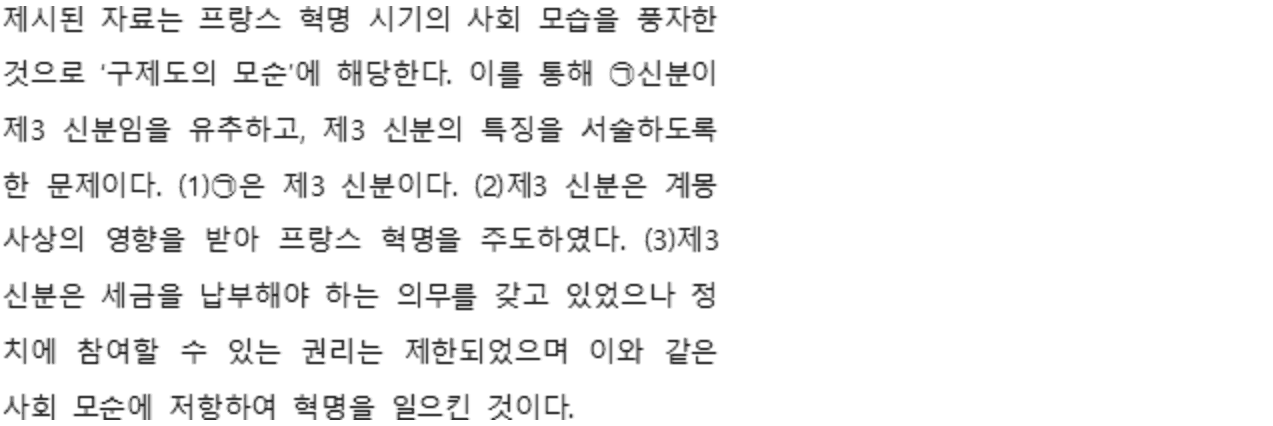 제시된 자료는 프랑스 혁명 시기의 사회 모습을 풍자한
것으로 ‘구제도의 모순’에 해당한다. 이를 통해 ㉠신분이
제3 신분임을 유추하고, 제3 신분의 특징을 서술하도록
한 문제이다. (1)㉠은 제3 신분이다. (2)제3 신분은 계몽
사상의 영향을 받아 프랑스 혁명을 주도하였다. (3)제3
신분은 세금을 납부해야 하는 의무를 갖고 있었으나 정
치에 참여할 수 있는 권리는 제한되었으며 이와 같은
사회 모순에 저항하여 혁명을 일으킨 것이다.